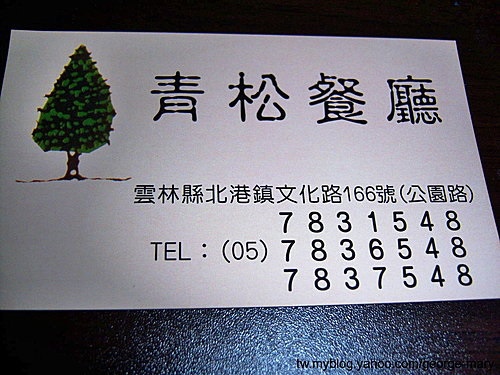 青松餐廳
雲林縣北港鎮文化路166號(公園路)
7831548
TEL：(05) 7836548
7837548
tw.myblog.yahoo.com/george-mary